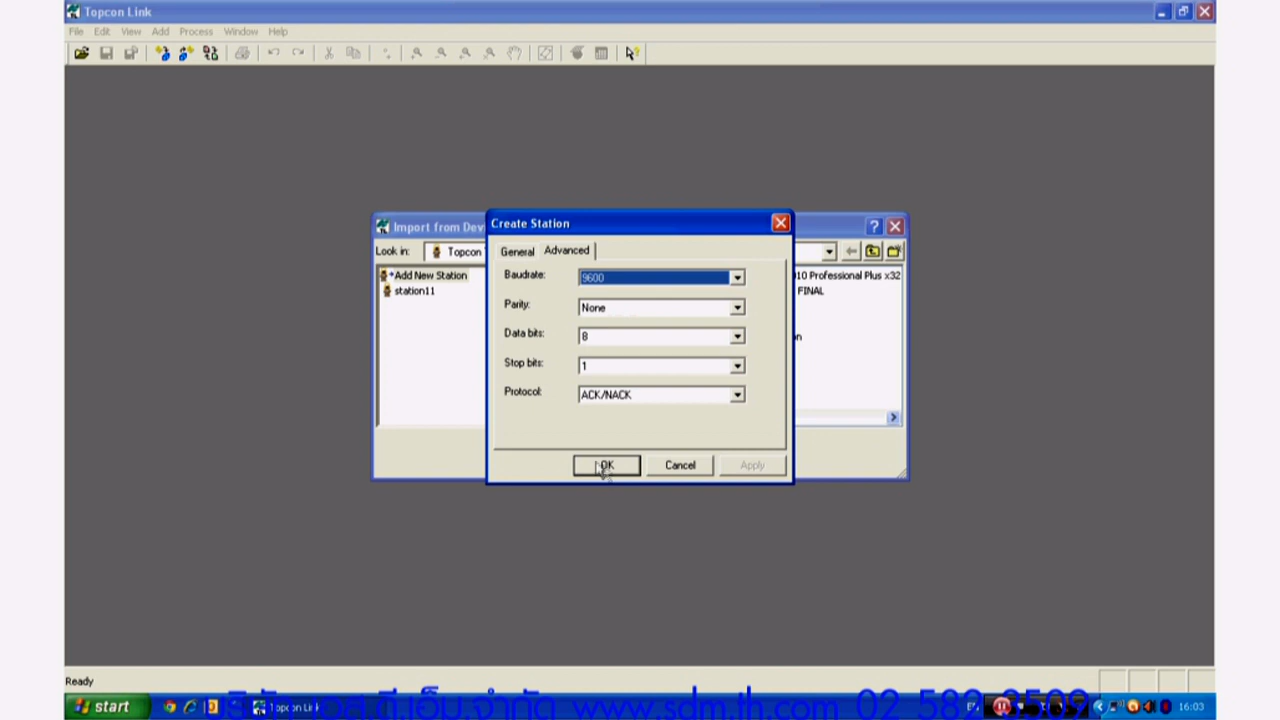 Topcon Link
File Edit View Add Process Window Help
Import from Dev
Create Station
Look in: Topcon
General Advanced
*Add New Station
station11
10 Professional Plus x32
FINAL
Baudrate: 9600
Parity: None
Data bits: 8
Stop bits: 1
Protocol: ACK/NACK
OK Cancel Apply
Ready
start
Topcon Link
16:03
www.sdm.th.com 02 582